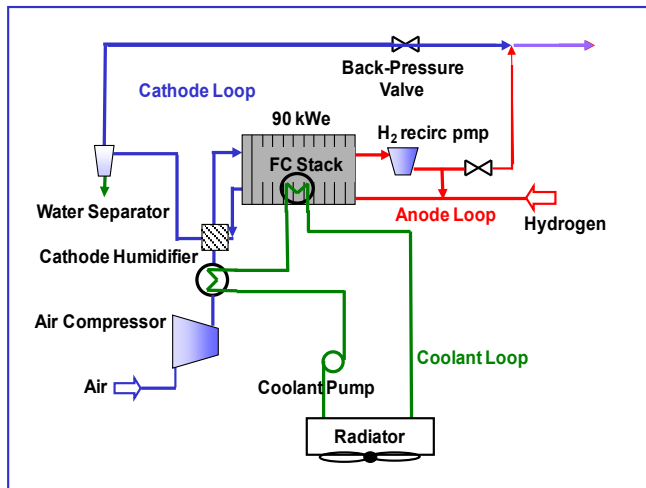 Back-Pressure
Valve
Cathode Loop
90 kWe
H2 recirc pmp
FC Stack
Water Separator
Anode Loop
Hydrogen
Cathode Humidifier
Air Compressor
Coolant Loop
Air
Coolant Pump
Radiator